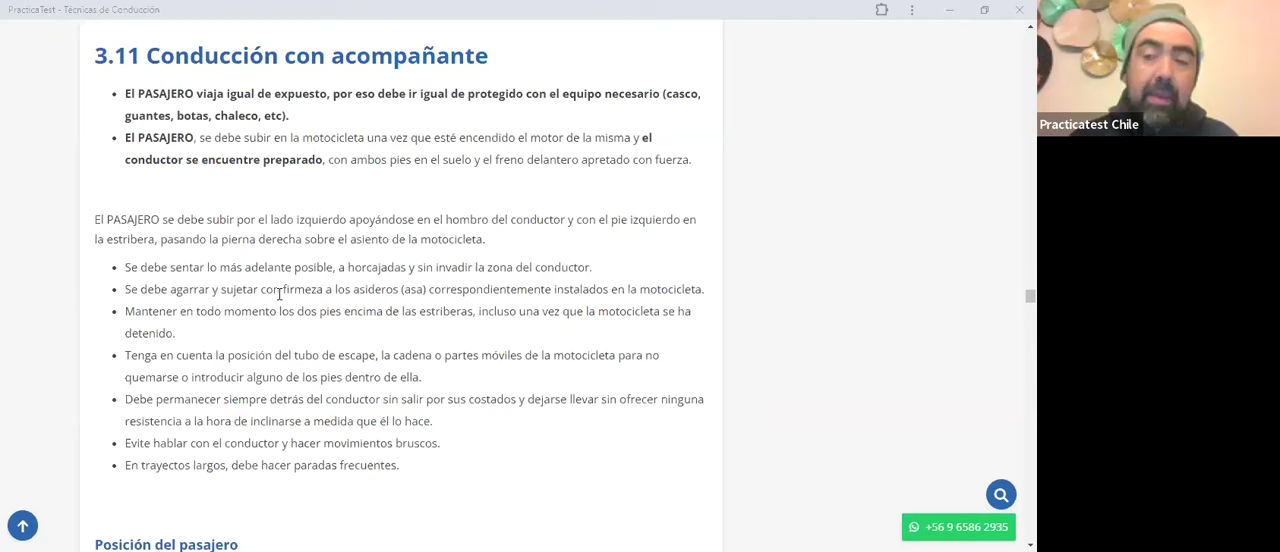 PracticaTest - Técnicas de Conducción
3.11 Conducción con acompañante
• El PASAJERO viaja igual de expuesto, por eso debe ir igual de protegido con el equipo necesario (casco,
guantes, botas, chaleco, etc).
• El PASAJERO, se debe subir en la motocicleta una vez que esté encendido el motor de la misma y el
conductor se encuentre preparado, con ambos pies en el suelo y el freno delantero apretado con fuerza.
El PASAJERO se debe subir por el lado izquierdo apoyándose en el hombro del conductor y con el pie izquierdo en
la estribera, pasando la pierna derecha sobre el asiento de la motocicleta.
• Se debe sentar lo más adelante posible, a horcajadas y sin invadir la zona del conductor.
• Se debe agarrar y sujetar con firmeza a los asideros (asa) correspondientemente instalados en la motocicleta.
• Mantener en todo momento los dos pies encima de las estriberas, incluso una vez que la motocicleta se ha
detenido.
• Tenga en cuenta la posición del tubo de escape, la cadena o partes móviles de la motocicleta para no
quemarse o introducir alguno de los pies dentro de ella.
• Debe permanecer siempre detrás del conductor sin salir por sus costados y dejarse llevar sin ofrecer ninguna
resistencia a la hora de inclinarse a medida que él lo hace.
• Evite hablar con el conductor y hacer movimientos bruscos.
• En trayectos largos, debe hacer paradas frecuentes.
Posición del pasajero
+56 9 6586 2935
Practicatest Chile